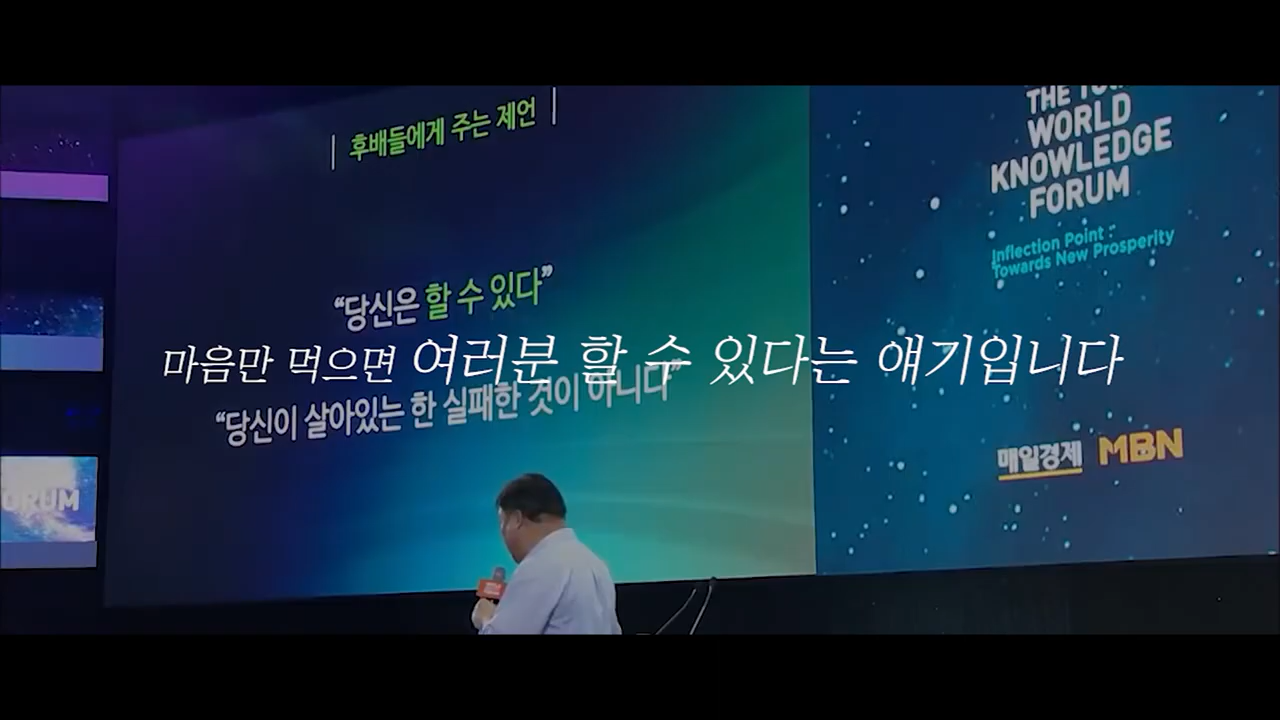 후배들에게 주는 제언
“당신은 할 수 있다”
마음만 먹으면 여러분 할 수 있다는 얘기입니다
“당신이 살아있는 한 실패한 것이 아니다”
WORLD
KNOWLEDGE
FORUM
Inflection Point :
Towards New Prosperity
매일경제 MBN